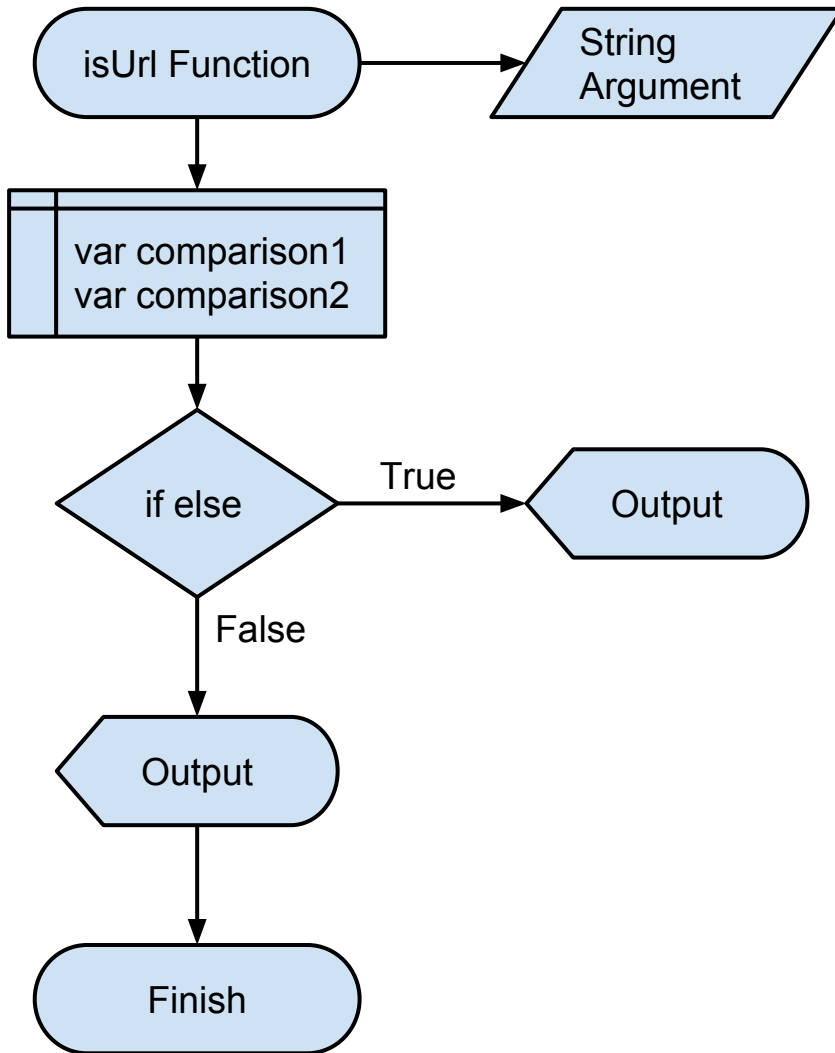 isUrl Function
String
Argument
var comparison1
var comparison2
if else
True
Output
False
Output
Finish